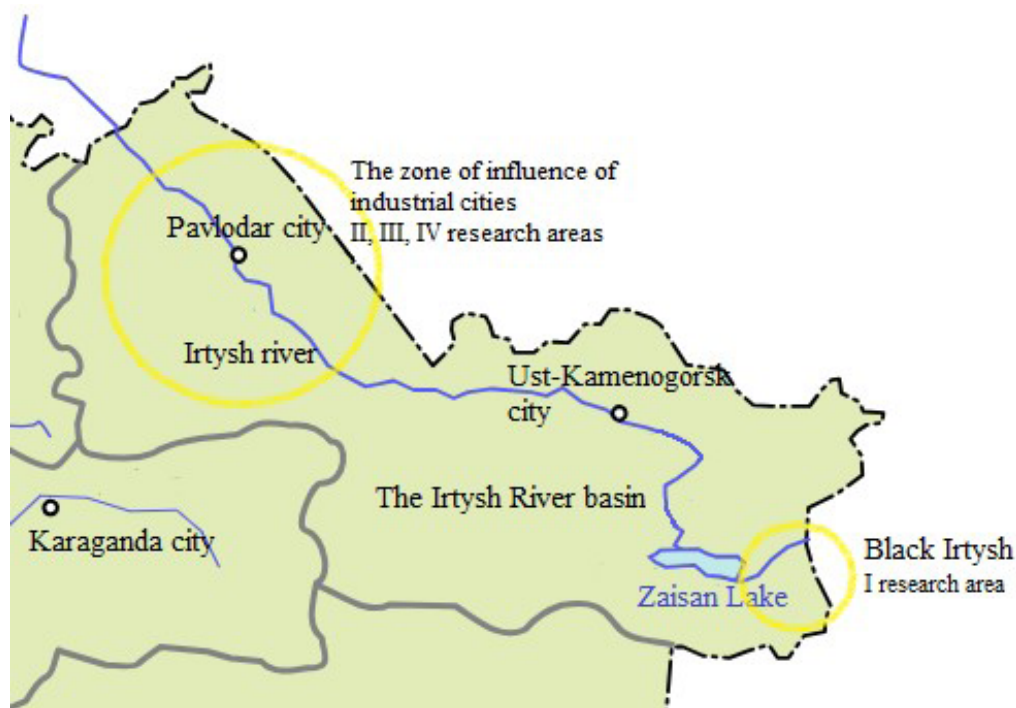 The zone of influence of
industrial cities
II, III, IV research areas
Pavlodar city
Irtysh river
Ust-Kamenogorsk
city
The Irtysh River basin
Karaganda city
Black Irtysh
I research area
Zaisan Lake